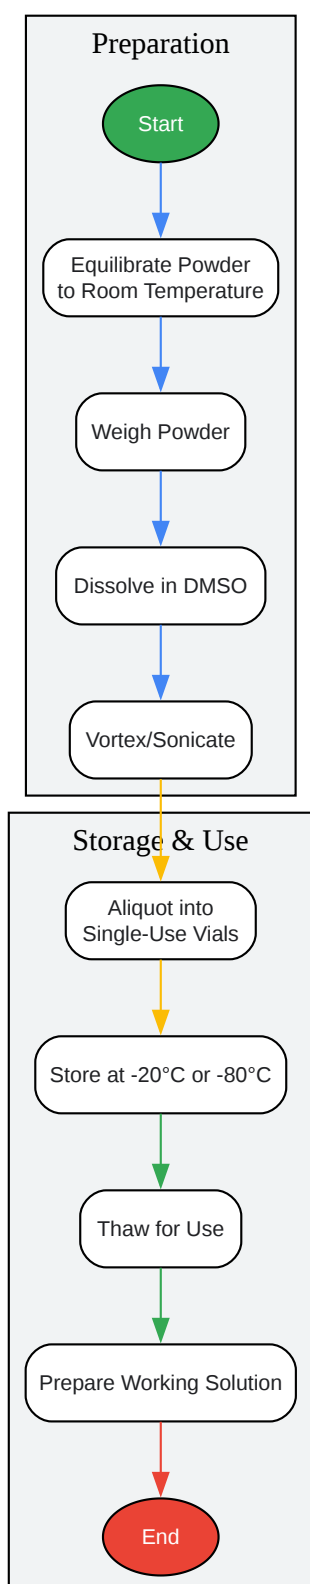 Preparation
Start
Equilibrate Powder
to Room Temperature
Weigh Powder
Dissolve in DMSO
Vortex/Sonicate
Storage & Use
Aliquot into
Single-Use Vials
Store at -20°C or -80°C
Thaw for Use
Prepare Working Solution
End